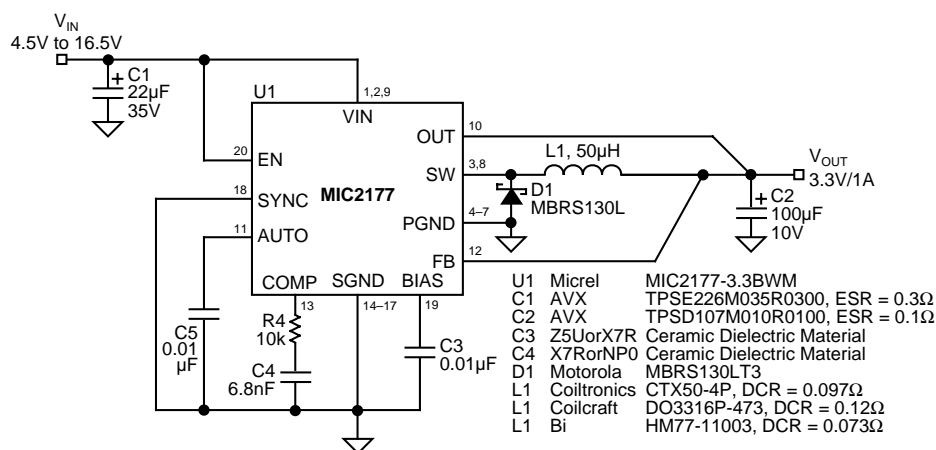 VIN
4.5V to 16.5V
C1
22µF
35V
U1
1,2,9
VIN
OUT
10
20
EN
3,8
SW
L1, 50µH
VOUT
3.3V/1A
18
SYNC
MIC2177
D1
MBRS130L
C2
100µF
10V
4–7
PGND
11
AUTO
12
FB
COMP SGND BIAS
13
14–17
19
C5
0.01
µF
R4
10k
C4
6.8nF
C3
0.01µF
U1 Micrel MIC2177-3.3BWM
C1 AVX TPSE226M035R0300, ESR = 0.3Ω
C2 AVX TPSD107M010R0100, ESR = 0.1Ω
C3 Z5UorX7R Ceramic Dielectric Material
C4 X7RorNP0 Ceramic Dielectric Material
D1 Motorola MBRS130LT3
L1 Coiltronics CTX50-4P, DCR = 0.097Ω
L1 Coilcraft DO3316P-473, DCR = 0.12Ω
L1 Bi HM77-11003, DCR = 0.073Ω